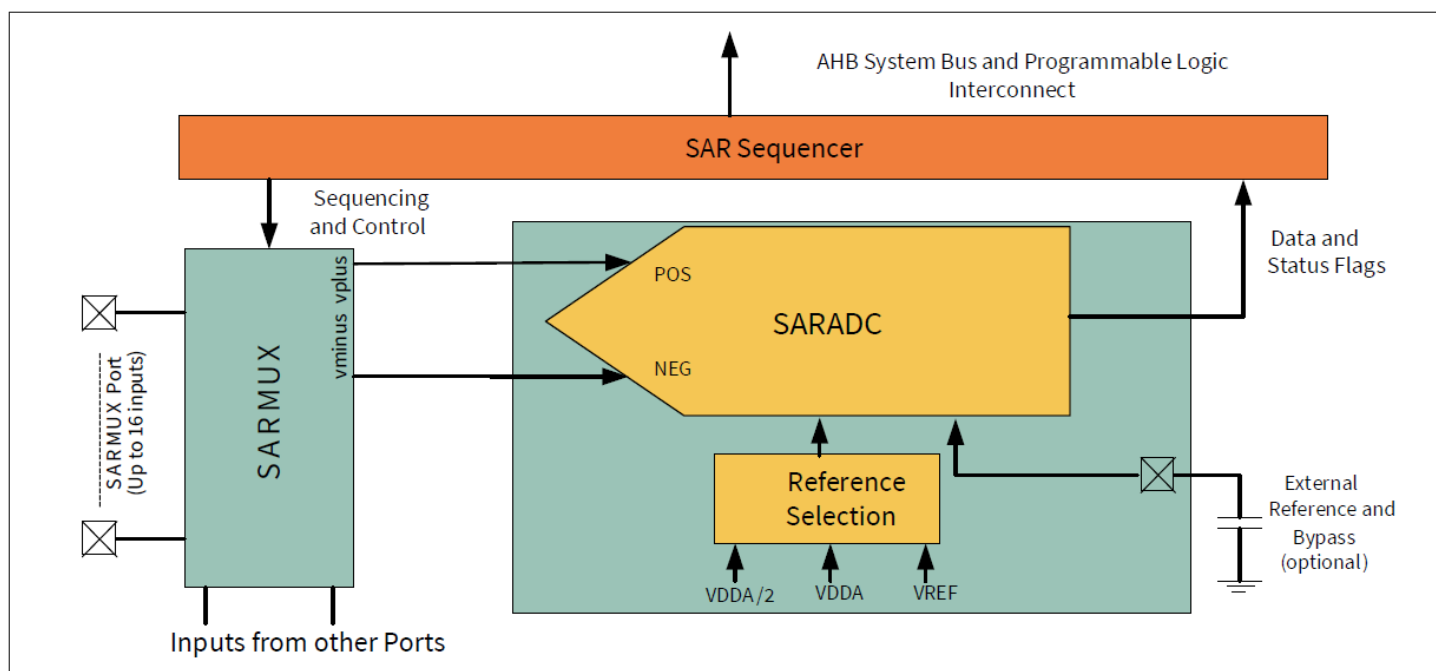 AHB System Bus and Programmable Logic
Interconnect
SAR Sequencer
Sequencing
and Control
Data and
Status Flags
vminus vplus
POS
SARADC
NEG
SARMUX
SARMUX Port
(Up to 16 inputs)
Reference
Selection
External
Reference and
Bypass
(optional)
VDDA/2
VDDA
VREF
Inputs from other Ports